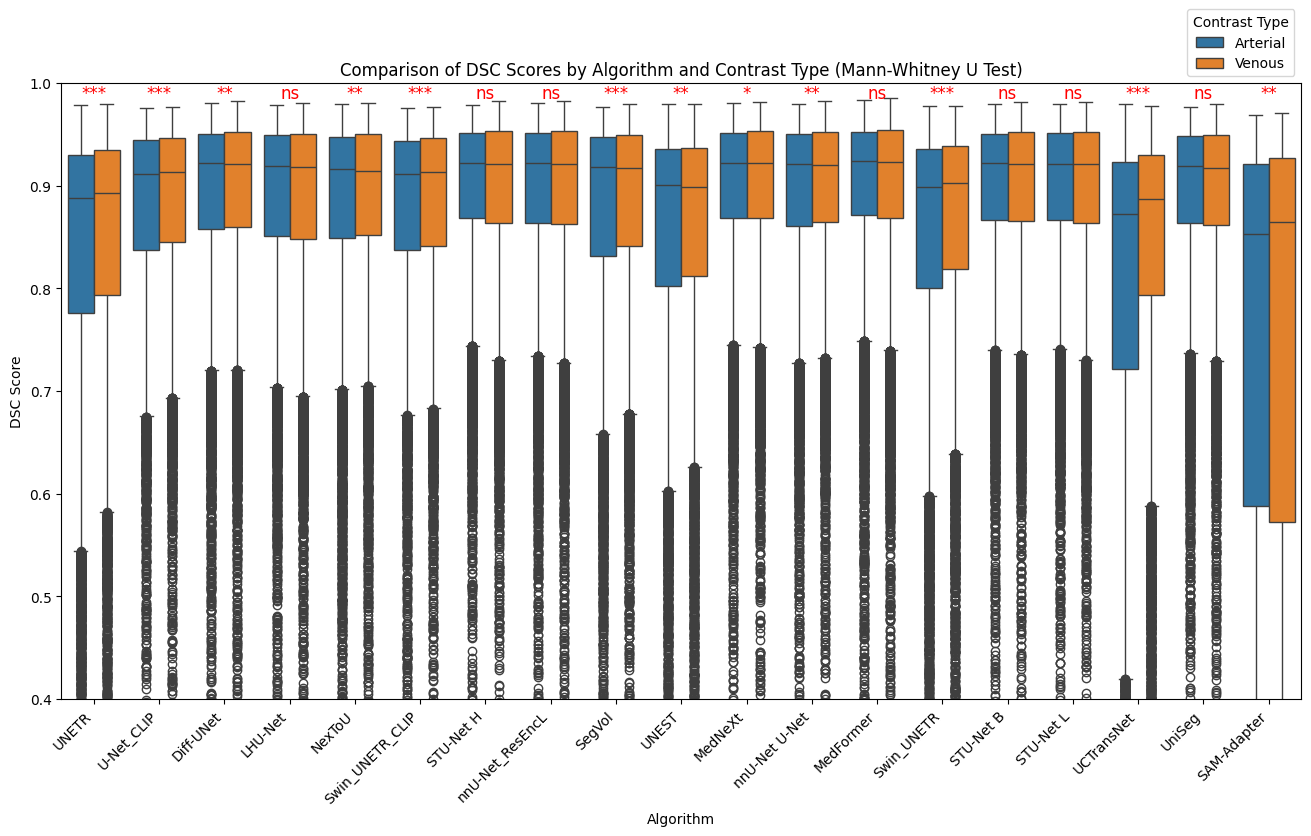 Contrast Type
Arterial
Venous
Comparison of DSC Scores by Algorithm and Contrast Type (Mann-Whitney U Test)
*** *** ** ns ** *** ns ns *** ** * ** ns *** ns ns *** ns **
1.0
0.9
0.8
0.7
0.6
0.5
0.4
DSC Score
UNETR
U-Net_CLIP
Diff-UNet
LHU-Net
NexToU
Swin_UNETR_CLIP
STU-Net H
nnU-Net_ResEncL
SegVol
UNEST
MedNeXt
nnU-Net U-Net
MedFormer
Swin_UNETR
STU-Net B
STU-Net L
UCTransNet
UniSeg
SAM-Adapter
Algorithm